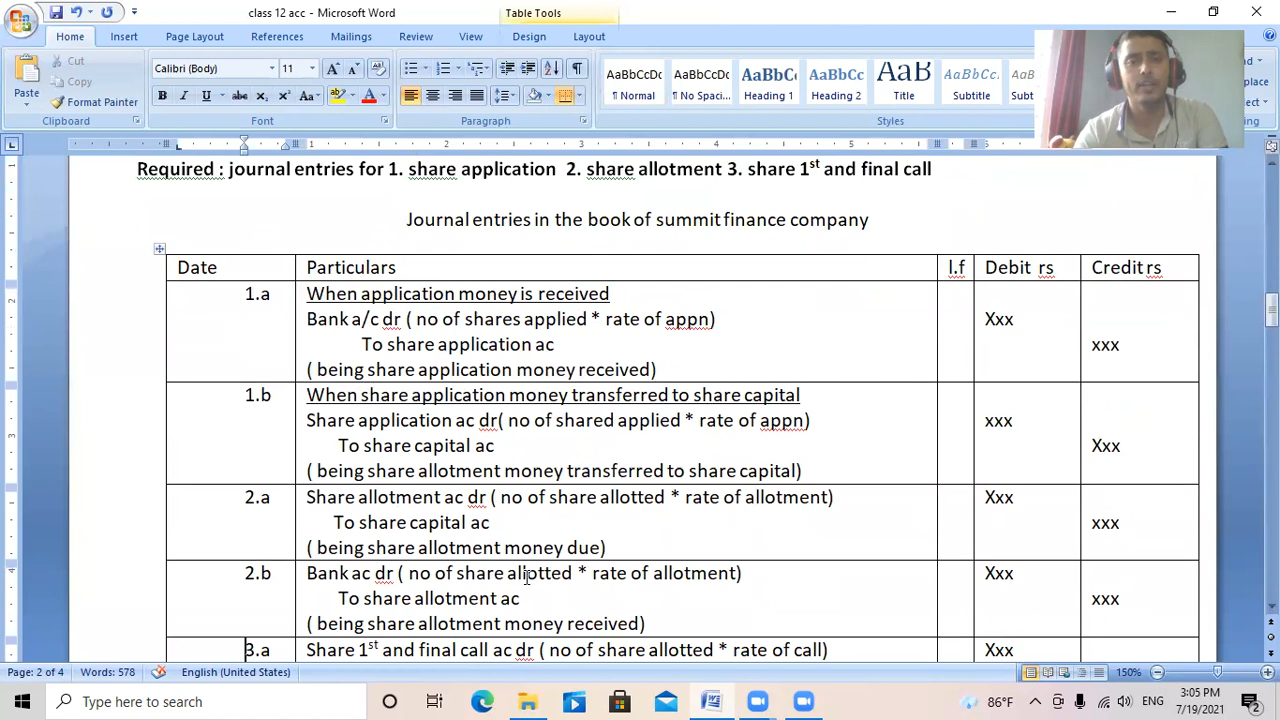 class 12 acc - Microsoft Word
Table Tools
Home Insert Page Layout References Mailings Review View Design Layout
Paste
Cut
Copy
Format Painter
Clipboard
Calibri (Body) 11
Font
Paragraph
AaBbCcDc AaBbCcDc AaBbC AaBbCc AaB AaBbCc AaB
¶ Normal ¶ No Spaci... Heading 1 Heading 2 Title Subtitle Sub
Styles
Required : journal entries for 1. share application 2. share allotment 3. share 1st and final call
Journal entries in the book of summit finance company
Date Particulars l.f Debit rs Credit rs
1.a When application money is received
Bank a/c dr ( no of shares applied * rate of appn) Xxx
To share application ac xxx
( being share application money received)
1.b When share application money transferred to share capital
Share application ac dr( no of shared applied * rate of appn) xxx
To share capital ac Xxx
( being share allotment money transferred to share capital)
2.a Share allotment ac dr ( no of share allotted * rate of allotment) Xxx
To share capital ac xxx
( being share allotment money due)
2.b Bank ac dr ( no of share allotted * rate of allotment) Xxx
To share allotment ac xxx
( being share allotment money received)
3.a Share 1st and final call ac dr ( no of share allotted * rate of call) Xxx
Page: 2 of 4 Words: 578 English (United States) 150%
Type here to search
86°F
3:05 PM
7/19/2021
2